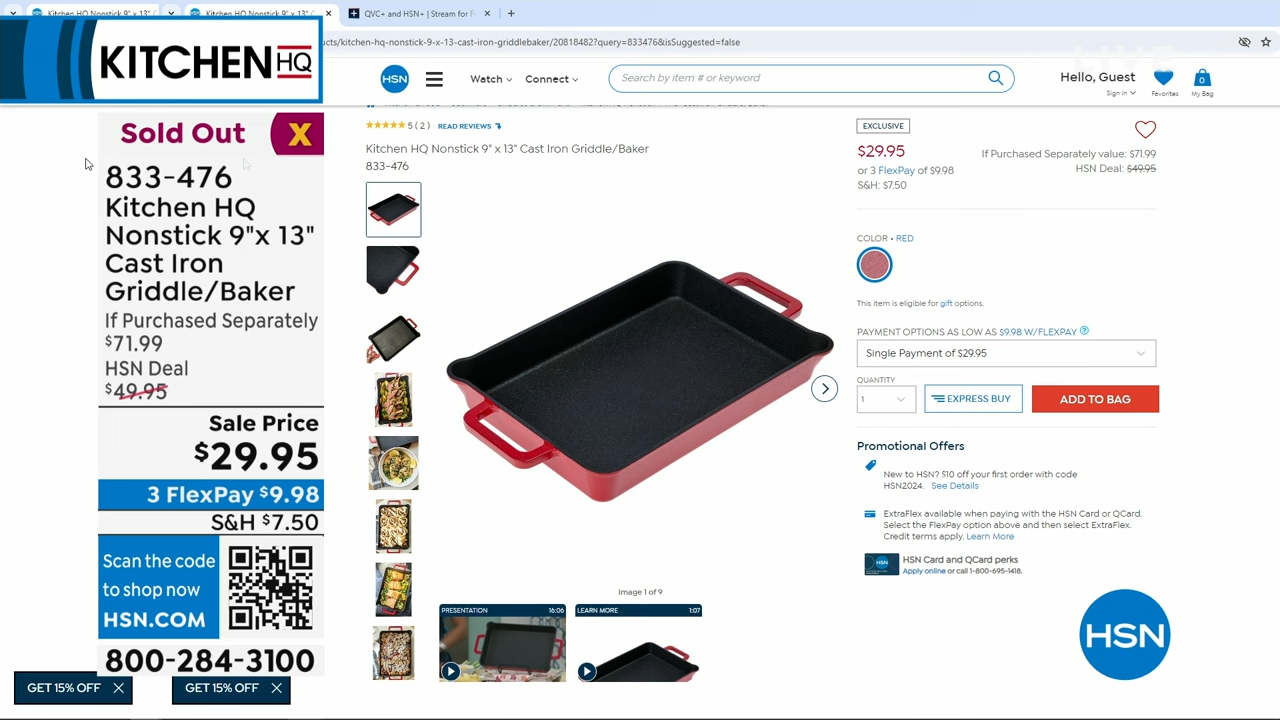 Kitchen HQ Nonstick 9" x 13" C
Kitchen HQ Nonstick 9" x 13" C
QVC+ and HSN+ | Stream for F
ucts/kitchen-hq-nonstick-9-x-13-cast-iron-griddlebaker/20818482?query=833476&isSuggested=false
KITCHEN HQ
HSN
Watch
Connect
Search by item # or keyword
Hello, Guest
Sign In
Favorites
0
My Bag
Sold Out X
833-476
Kitchen HQ
Nonstick 9"x 13"
Cast Iron
Griddle/Baker
If Purchased Separately
$71.99
HSN Deal
$49.95
Sale Price
$29.95
3 FlexPay $9.98
S&H $7.50
Scan the code
to shop now
HSN.COM
800-284-3100
GET 15% OFF
GET 15% OFF
5 ( 2 ) READ REVIEWS
Kitchen HQ Nonstick 9" x 13" Cast Iron Griddle/Baker
833-476
Image 1 of 9
PRESENTATION 16:06
LEARN MORE 1:07
EXCLUSIVE
$29.95
or 3 FlexPay of $9.98
S&H: $7.50
If Purchased Separately value: $71.99
HSN Deal: $49.95
COLOR • RED
This item is eligible for gift options.
PAYMENT OPTIONS AS LOW AS $9.98 W/FLEXPAY
Single Payment of $29.95
QUANTITY
1
EXPRESS BUY
ADD TO BAG
Promotional Offers
New to HSN? $10 off your first order with code
HSN2024. See Details
ExtraFlex available when paying with the HSN Card or QCard.
Select the FlexPay option above and then select ExtraFlex.
Credit terms apply. Learn More
HSN Card and QCard perks
Apply online or call 1-800-695-1418.
HSN